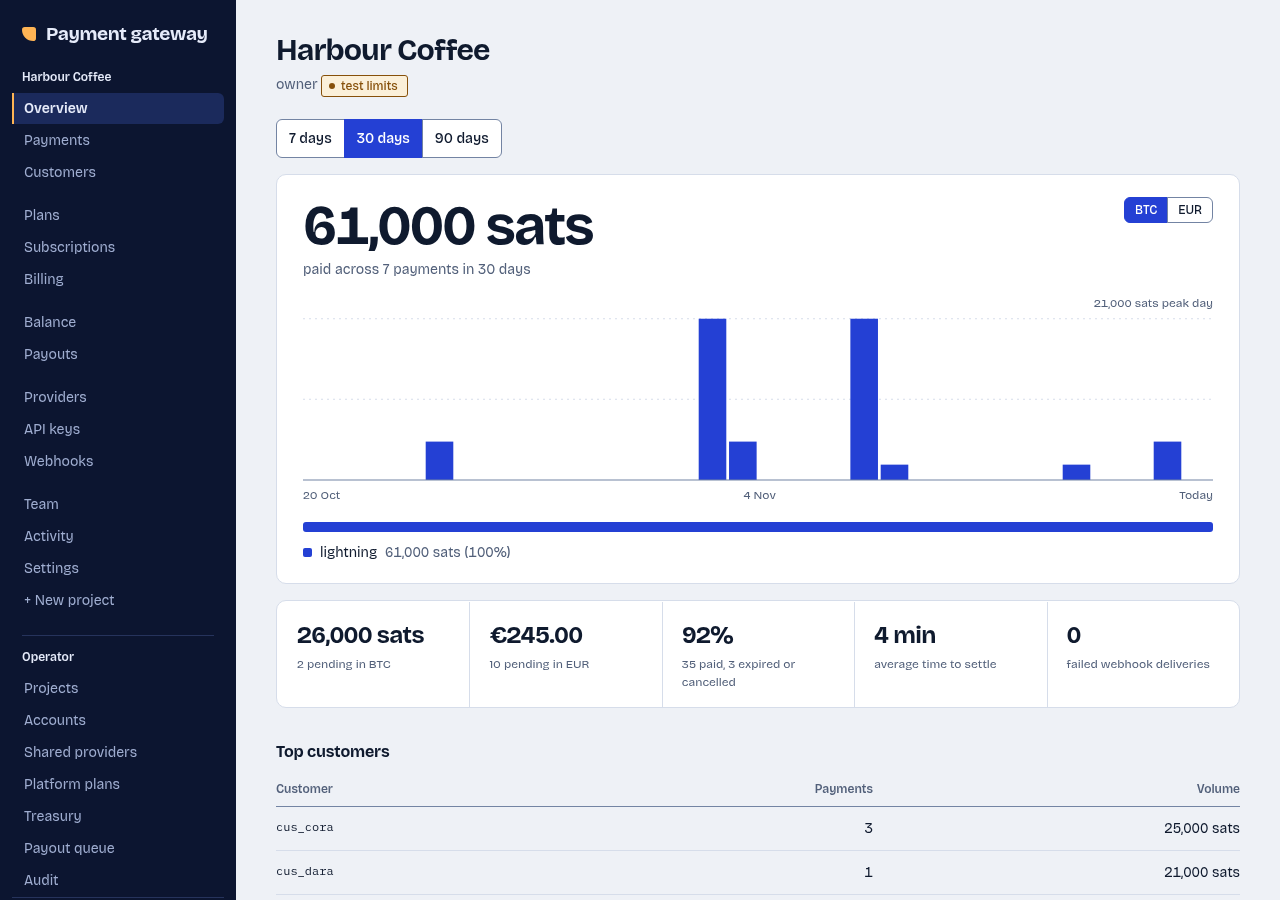 Payment gateway
Harbour Coffee
Overview
Payments
Customers
Plans
Subscriptions
Billing
Balance
Payouts
Providers
API keys
Webhooks
Team
Activity
Settings
+ New project
Operator
Projects
Accounts
Shared providers
Platform plans
Treasury
Payout queue
Audit
Harbour Coffee
owner test limits
7 days 30 days 90 days
61,000 sats
BTC EUR
paid across 7 payments in 30 days
21,000 sats peak day
20 Oct 4 Nov Today
lightning 61,000 sats (100%)
26,000 sats
2 pending in BTC
€245.00
10 pending in EUR
92%
35 paid, 3 expired or
cancelled
4 min
average time to settle
0
failed webhook deliveries
Top customers
Customer Payments Volume
cus_cora 3 25,000 sats
cus_dara 1 21,000 sats